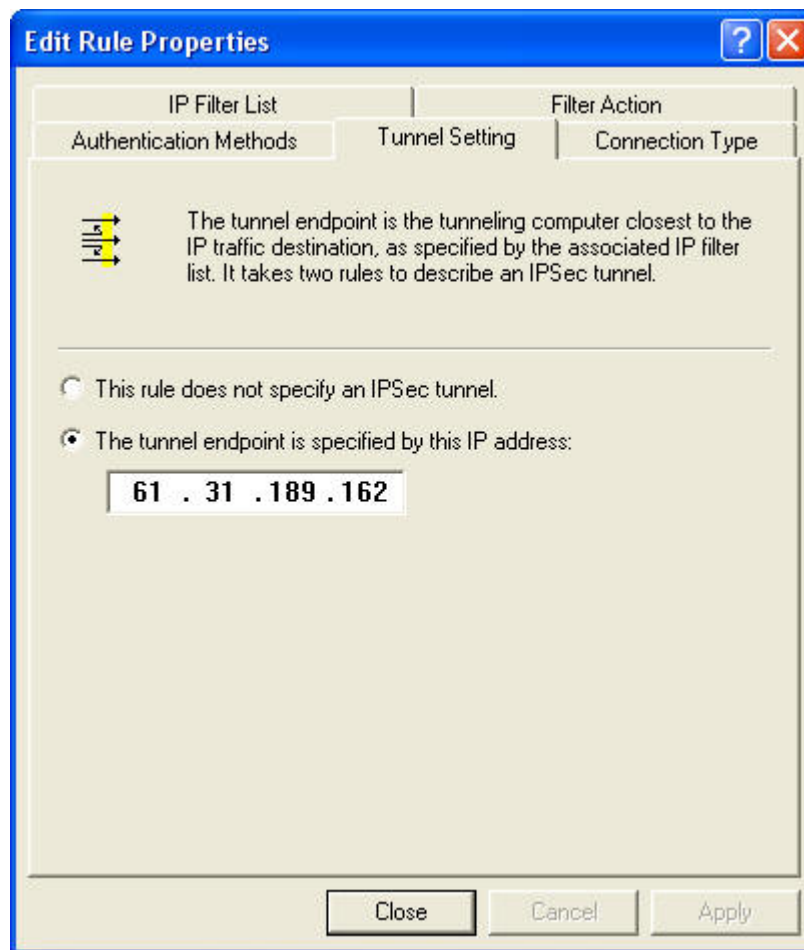 Edit Rule Properties
IP Filter List
Filter Action
Authentication Methods
Tunnel Setting
Connection Type
The tunnel endpoint is the tunneling computer closest to the
IP traffic destination, as specified by the associated IP filter
list. It takes two rules to describe an IPSec tunnel.
This rule does not specify an IPSec tunnel.
The tunnel endpoint is specified by this IP address:
61 . 31 .189 .162
Close
Cancel
Apply